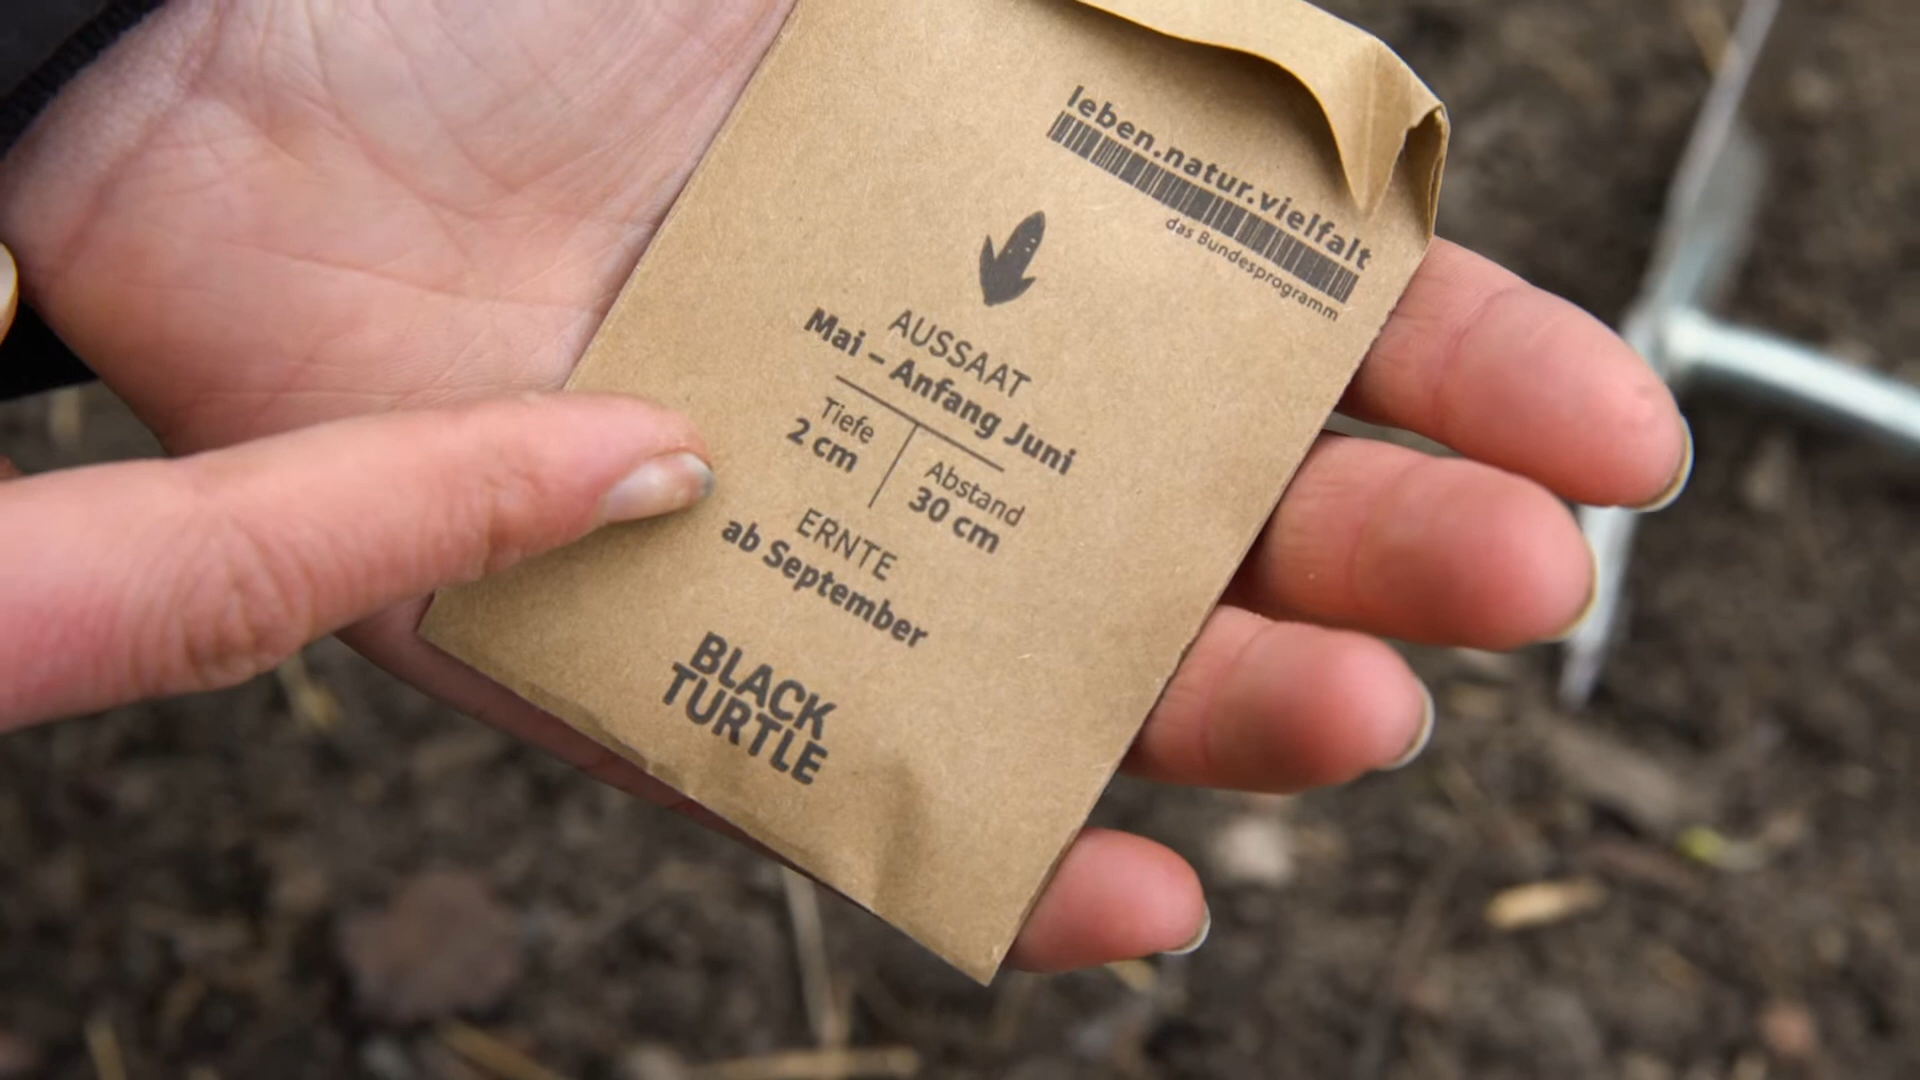 leben.natur.vielfalt
das Bundesprogramm
AUSSAAT
Mai – Anfang Juni
Tiefe
2 cm
Abstand
30 cm
ERNTE
ab September
BLACK
TURTLE